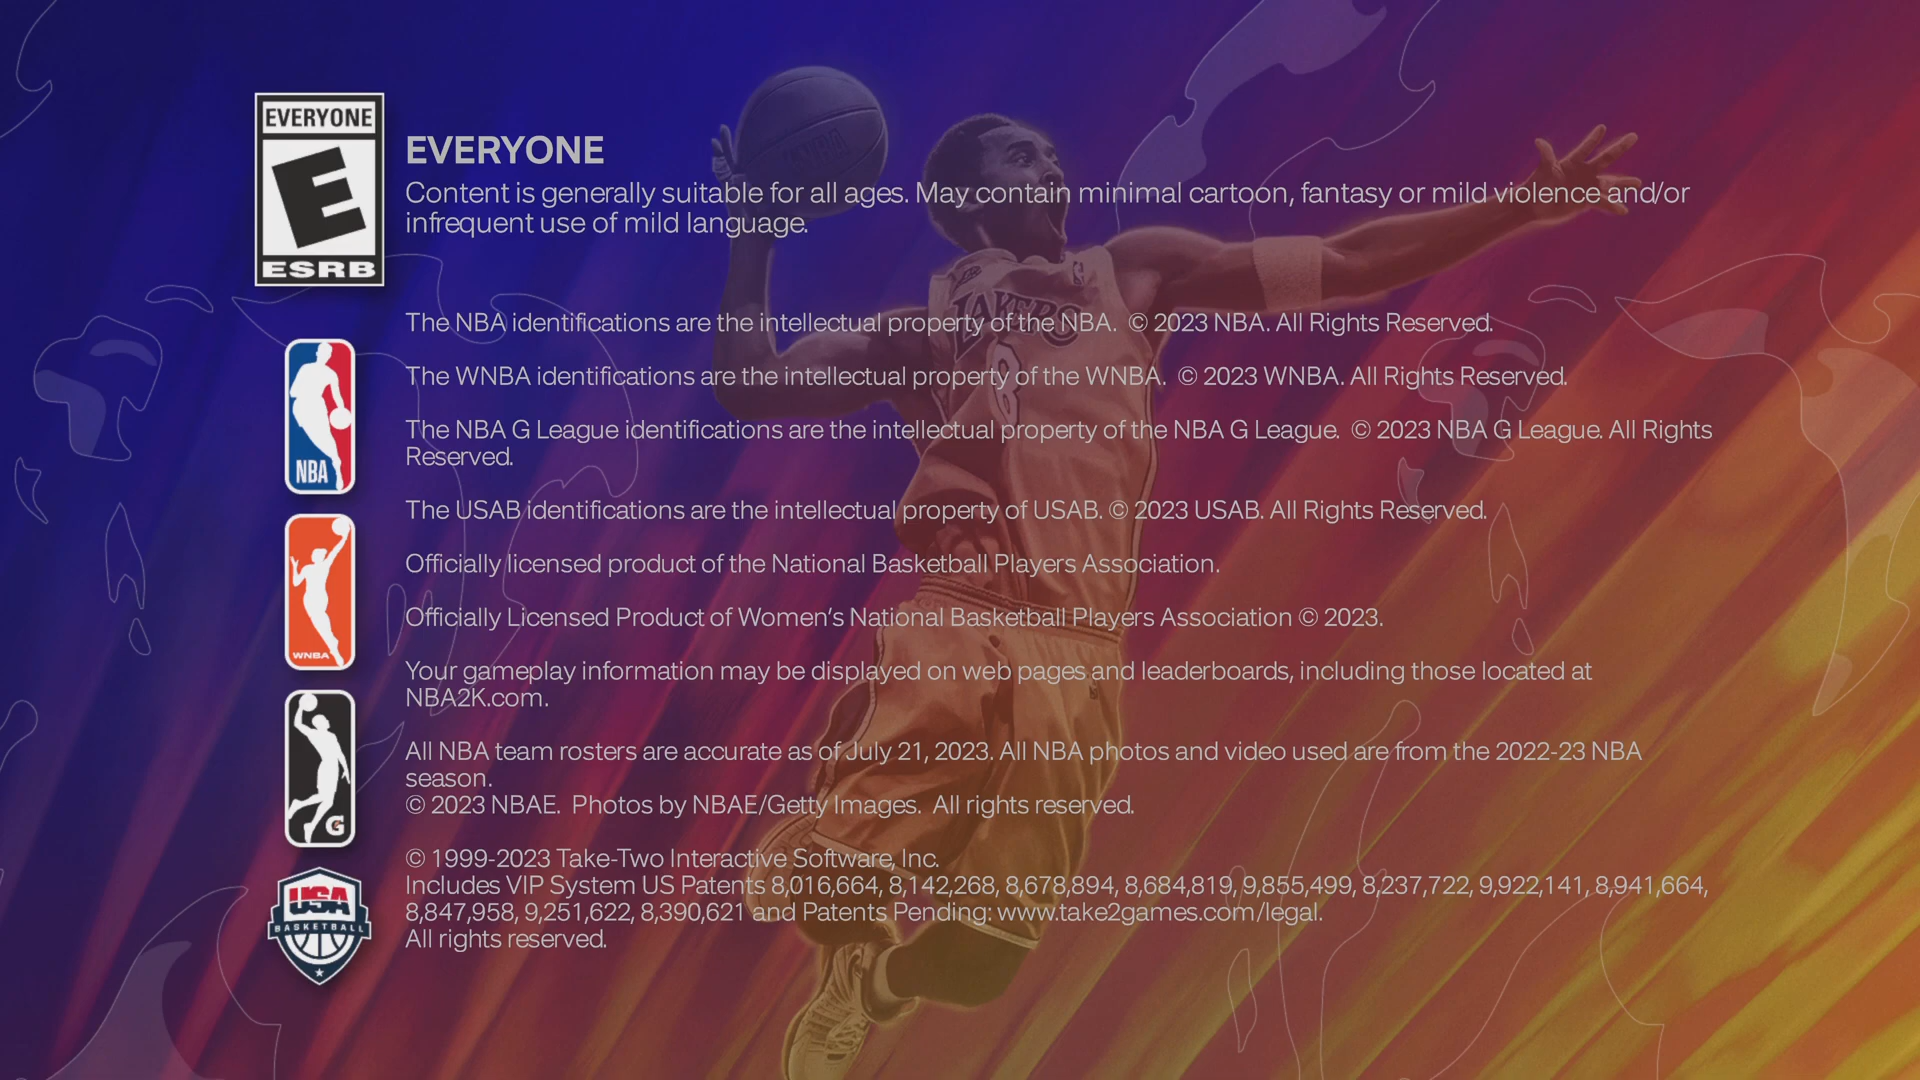 EVERYONE
E
ESRB
EVERYONE
Content is generally suitable for all ages. May contain minimal cartoon, fantasy or mild violence and/or
infrequent use of mild language.
LAKERS
8
The NBA identifications are the intellectual property of the NBA.  © 2023 NBA. All Rights Reserved.
NBA
The WNBA identifications are the intellectual property of the WNBA.  © 2023 WNBA. All Rights Reserved.
The NBA G League identifications are the intellectual property of the NBA G League.  © 2023 NBA G League. All Rights
Reserved.
The USAB identifications are the intellectual property of USAB. © 2023 USAB. All Rights Reserved.
WNBA
Officially licensed product of the National Basketball Players Association.
Officially Licensed Product of Women’s National Basketball Players Association © 2023.
Your gameplay information may be displayed on web pages and leaderboards, including those located at
NBA2K.com.
G
All NBA team rosters are accurate as of July 21, 2023. All NBA photos and video used are from the 2022-23 NBA
season.
© 2023 NBAE.  Photos by NBAE/Getty Images.  All rights reserved.
USA
BASKETBALL
© 1999-2023 Take-Two Interactive Software, Inc.
Includes VIP System US Patents 8,016,664, 8,142,268, 8,678,894, 8,684,819, 9,855,499, 8,237,722, 9,922,141, 8,941,664,
8,847,958, 9,251,622, 8,390,621 and Patents Pending: www.take2games.com/legal.
All rights reserved.